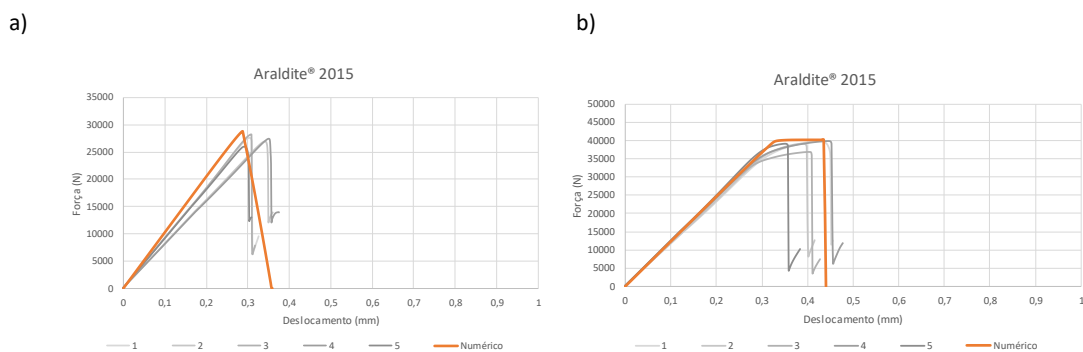 a)
Araldite® 2015
Força (N)
35000
30000
25000
20000
15000
10000
5000
0
0 0,1 0,2 0,3 0,4 0,5 0,6 0,7 0,8 0,9 1
Deslocamento (mm)
1 2 3 4 5 Numérico
b)
Araldite® 2015
Força (N)
50000
45000
40000
35000
30000
25000
20000
15000
10000
5000
0
0 0,1 0,2 0,3 0,4 0,5 0,6 0,7 0,8 0,9 1
Deslocamento (mm)
1 2 3 4 5 Numérico